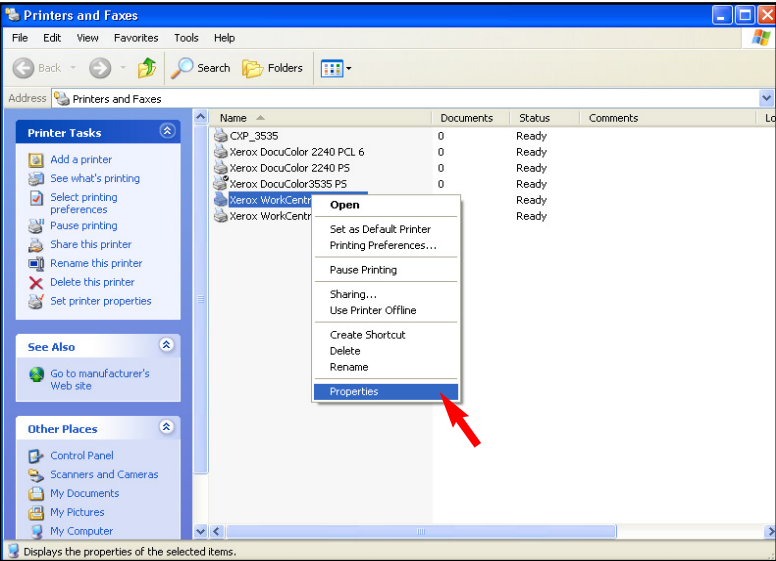 Printers and Faxes
File Edit View Favorites Tools Help
Back Search Folders
Address Printers and Faxes
Name Documents Status Comments Lo
Printer Tasks
Add a printer
See what's printing
Select printing
preferences
Pause printing
Share this printer
Rename this printer
Delete this printer
Set printer properties
See Also
Go to manufacturer's
Web site
Other Places
Control Panel
Scanners and Cameras
My Documents
My Pictures
My Computer
CXP_3535 0 Ready
Xerox DocuColor 2240 PCL 6 0 Ready
Xerox DocuColor 2240 PS 0 Ready
Xerox DocuColor3535 PS 0 Ready
Xerox WorkCentr Ready
Xerox WorkCentr Ready
Open
Set as Default Printer
Printing Preferences...
Pause Printing
Sharing...
Use Printer Offline
Create Shortcut
Delete
Rename
Properties
Displays the properties of the selected items.